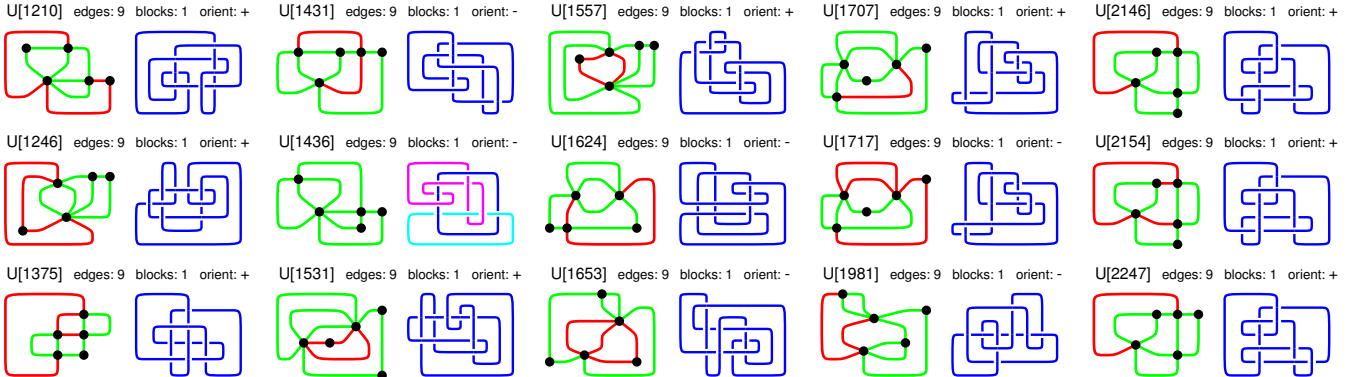 U[1210] edges: 9 blocks: 1 orient: +
U[1431] edges: 9 blocks: 1 orient: -
U[1557] edges: 9 blocks: 1 orient: +
U[1707] edges: 9 blocks: 1 orient: +
U[2146] edges: 9 blocks: 1 orient: +
U[1246] edges: 9 blocks: 1 orient: +
U[1436] edges: 9 blocks: 1 orient: -
U[1624] edges: 9 blocks: 1 orient: -
U[1717] edges: 9 blocks: 1 orient: -
U[2154] edges: 9 blocks: 1 orient: +
U[1375] edges: 9 blocks: 1 orient: +
U[1531] edges: 9 blocks: 1 orient: +
U[1653] edges: 9 blocks: 1 orient: -
U[1981] edges: 9 blocks: 1 orient: -
U[2247] edges: 9 blocks: 1 orient: +